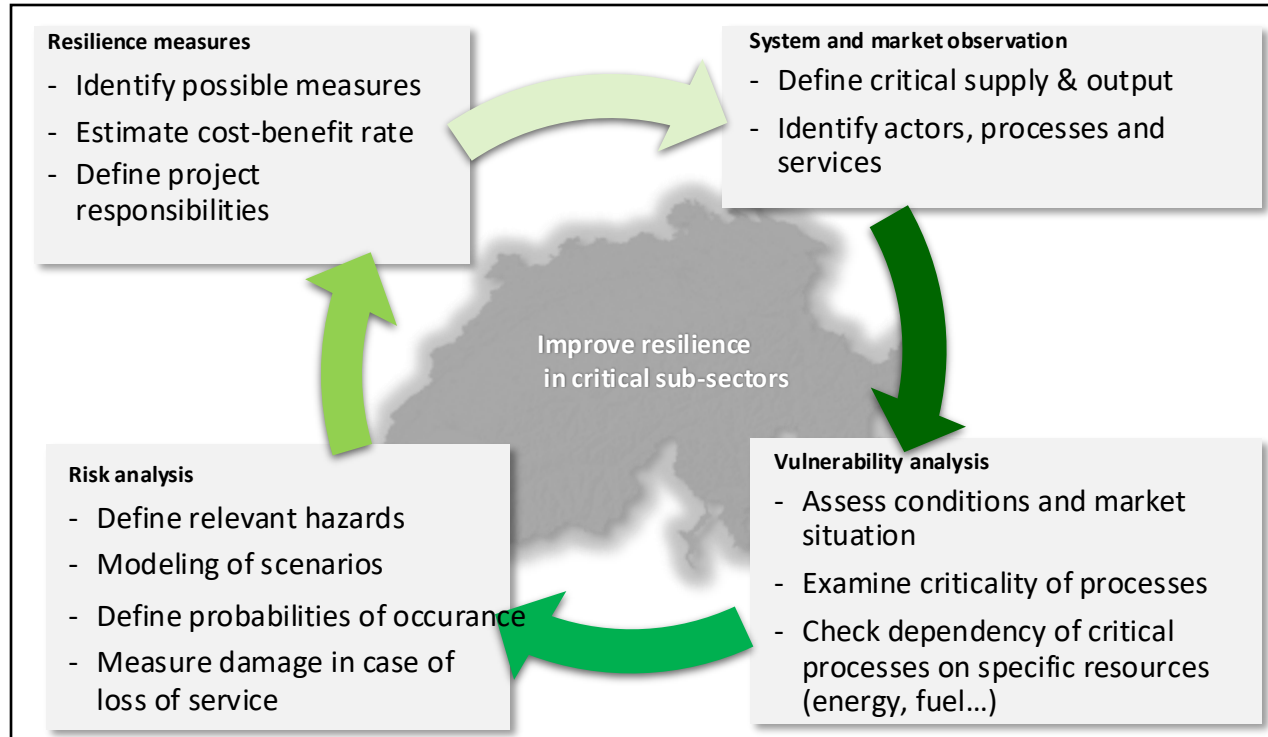 Resilience measures
- Identify possible measures
- Estimate cost-benefit rate
- Define project
responsibilities
System and market observation
- Define critical supply & output
- Identify actors, processes and
services
Improve resilience
in critical sub-sectors
Risk analysis
- Define relevant hazards
- Modeling of scenarios
- Define probabilities of occurance
- Measure damage in case of
loss of service
Vulnerability analysis
- Assess conditions and market
situation
- Examine criticality of processes
- Check dependency of critical
processes on specific resources
(energy, fuel...)